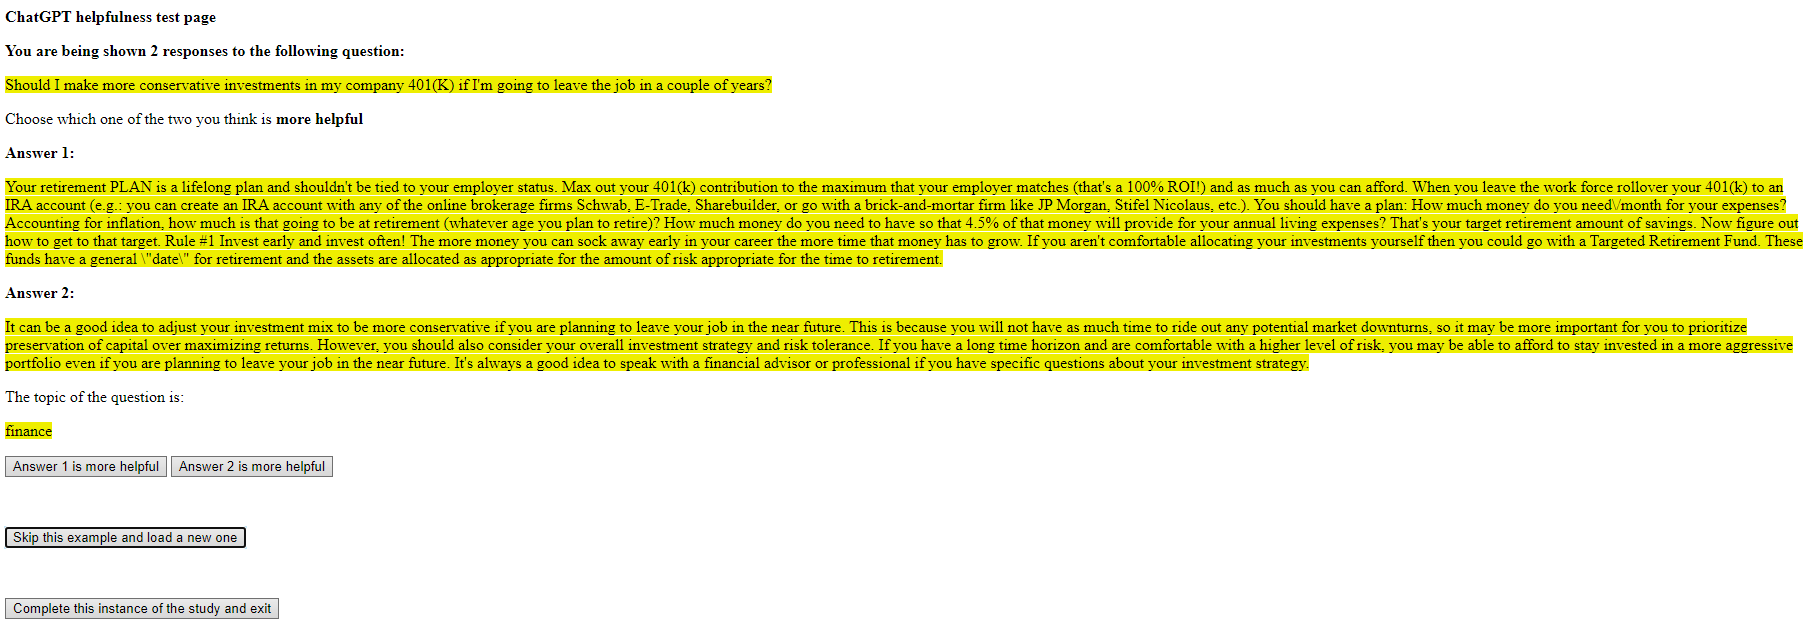 ChatGPT helpfulness test page
You are being shown 2 responses to the following question:
Should I make more conservative investments in my company 401(K) if I'm going to leave the job in a couple of years?
Choose which one of the two you think is more helpful
Answer 1:
Your retirement PLAN is a lifelong plan and shouldn't be tied to your employer status. Max out your 401(k) contribution to the maximum that your employer matches (that's a 100% ROI!) and as much as you can afford. When you leave the work force rollover your 401(k) to an
IRA account (e.g.: you can create an IRA account with any of the online brokerage firms Schwab, E-Trade, Sharebuilder, or go with a brick-and-mortar firm like JP Morgan, Stifel Nicolaus, etc.). You should have a plan: How much money do you need\/month for your expenses?
Accounting for inflation, how much is that going to be at retirement (whatever age you plan to retire)? How much money do you need to have so that 4.5% of that money will provide for your annual living expenses? That's your target retirement amount of savings. Now figure out
how to get to that target. Rule #1 Invest early and invest often! The more money you can sock away early in your career the more time that money has to grow. If you aren't comfortable allocating your investments yourself then you could go with a Targeted Retirement Fund. These
funds have a general \"date\" for retirement and the assets are allocated as appropriate for the amount of risk appropriate for the time to retirement.
Answer 2:
It can be a good idea to adjust your investment mix to be more conservative if you are planning to leave your job in the near future. This is because you will not have as much time to ride out any potential market downturns, so it may be more important for you to prioritize
preservation of capital over maximizing returns. However, you should also consider your overall investment strategy and risk tolerance. If you have a long time horizon and are comfortable with a higher level of risk, you may be able to afford to stay invested in a more aggressive
portfolio even if you are planning to leave your job in the near future. It's always a good idea to speak with a financial advisor or professional if you have specific questions about your investment strategy.
The topic of the question is:
finance
Answer 1 is more helpful Answer 2 is more helpful
Skip this example and load a new one
Complete this instance of the study and exit